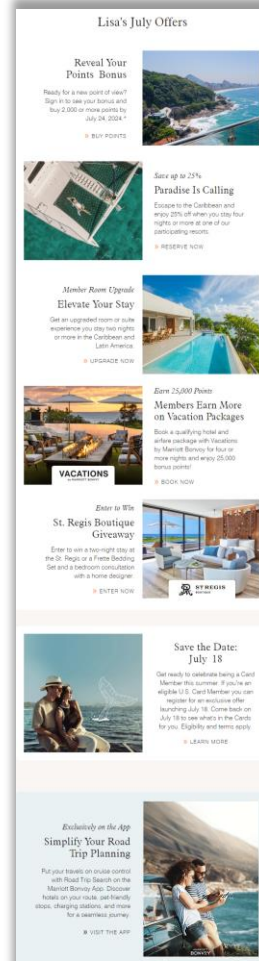 Lisa's July Offers
Reveal Your
Points Bonus
Ready for a new point of view?
Sign in to see your bonus and
buy 2,000 or more points by
July 24, 2024.*
» BUY POINTS
Save up to 25%
Paradise Is Calling
Escape to the Caribbean and
enjoy 25% off when you stay four
nights or more at one of our
participating resorts.
» RESERVE NOW
Member Room Upgrade
Elevate Your Stay
Get an upgraded room or suite
experience you stay two nights
or more in the Caribbean and
Latin America.
» UPGRADE NOW
VACATIONS
by MARRIOTT BONVOY
Earn 25,000 Points
Members Earn More
on Vacation Packages
Book a qualifying hotel and
airfare package with Vacations
by Marriott Bonvoy for four or
more nights and enjoy 25,000
bonus points!
» BOOK NOW
Enter to Win
St. Regis Boutique
Giveaway
Enter to win a two-night stay at
the St. Regis or a Frette Bedding
Set and a bedroom consultation
with a home designer.
» ENTER NOW
ST REGIS
BOUTIQUE
Save the Date:
July 18
Get ready to celebrate being a Card
Member this summer. If you're an
eligible U.S. Card Member you can
register for an exclusive offer
launching July 18. Come back on
July 18 to see what's in the Cards
for you. Eligibility and terms apply.
» LEARN MORE
Exclusively on the App
Simplify Your Road
Trip Planning
Put your travels on cruise control
with Road Trip Search on the
Marriott Bonvoy App. Discover
hotels on your route, pet-friendly
stops, charging stations, and more
for a seamless journey.
» VISIT THE APP
BONVOY